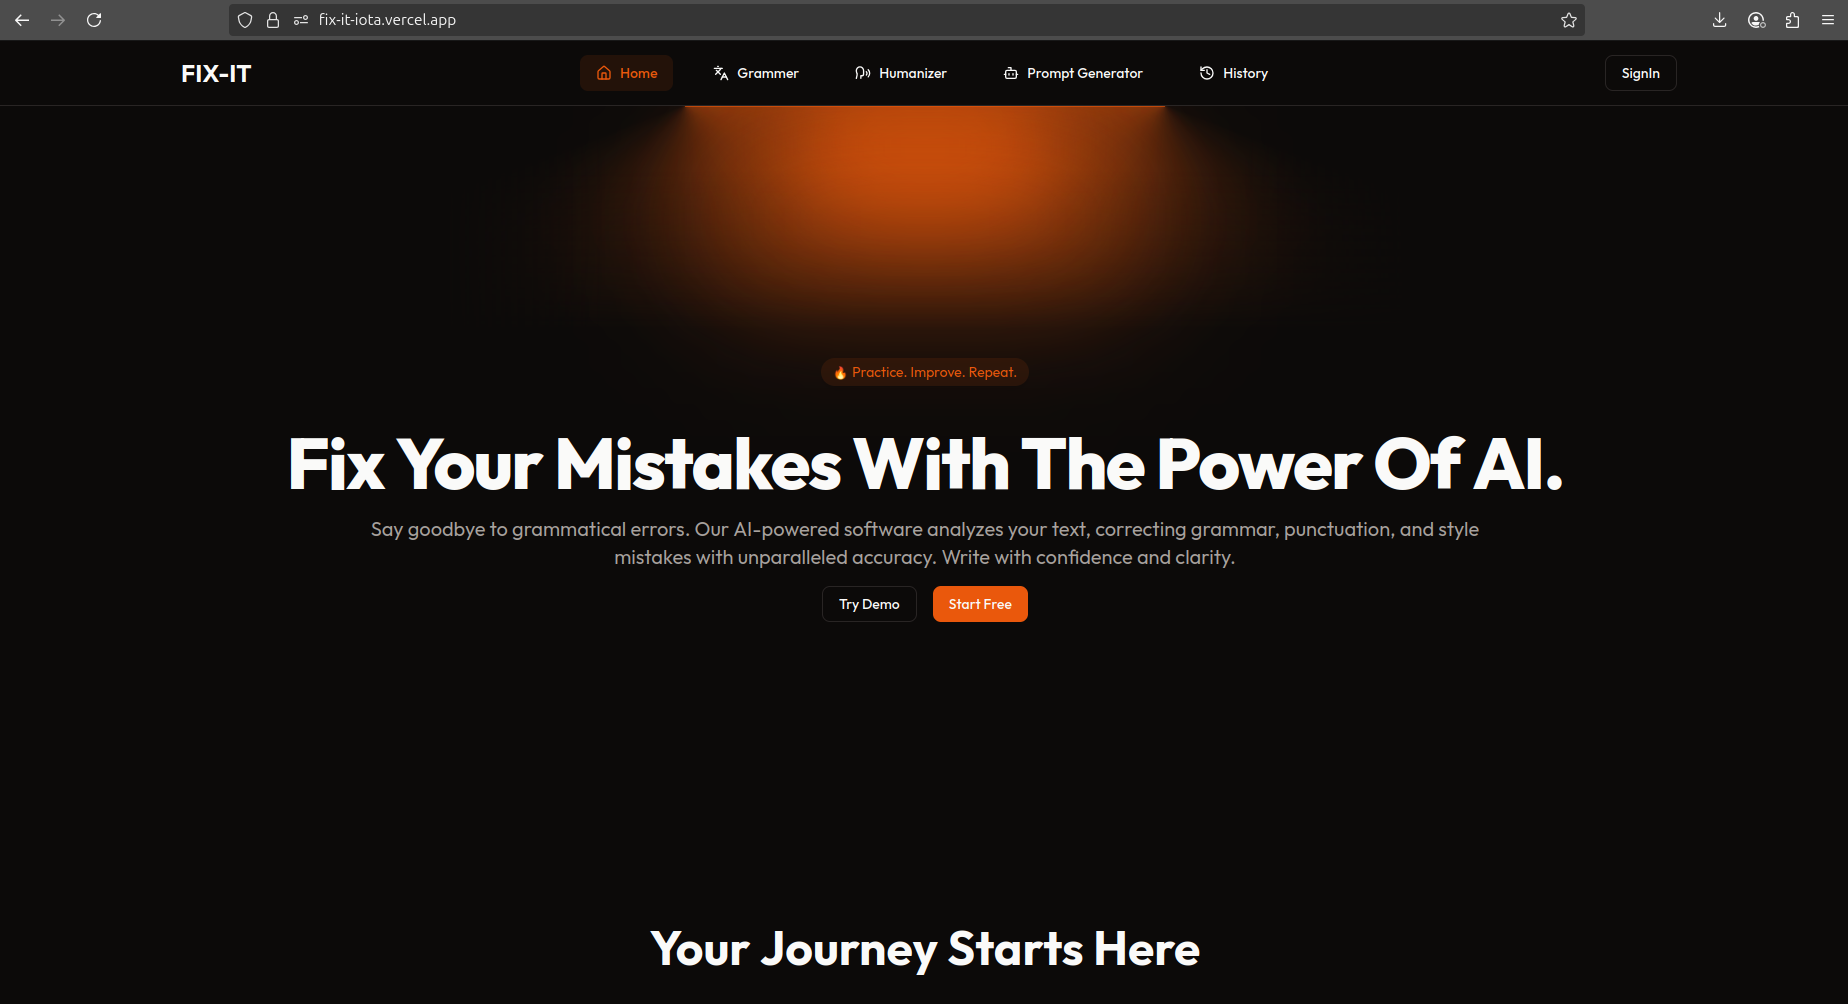 fix-it-iota.vercel.app
FIX-IT
Home
Grammer
Humanizer
Prompt Generator
History
SignIn
🔥 Practice. Improve. Repeat.
Fix Your Mistakes With The Power Of AI.
Say goodbye to grammatical errors. Our AI-powered software analyzes your text, correcting grammar, punctuation, and style
mistakes with unparalleled accuracy. Write with confidence and clarity.
Try Demo
Start Free
Your Journey Starts Here